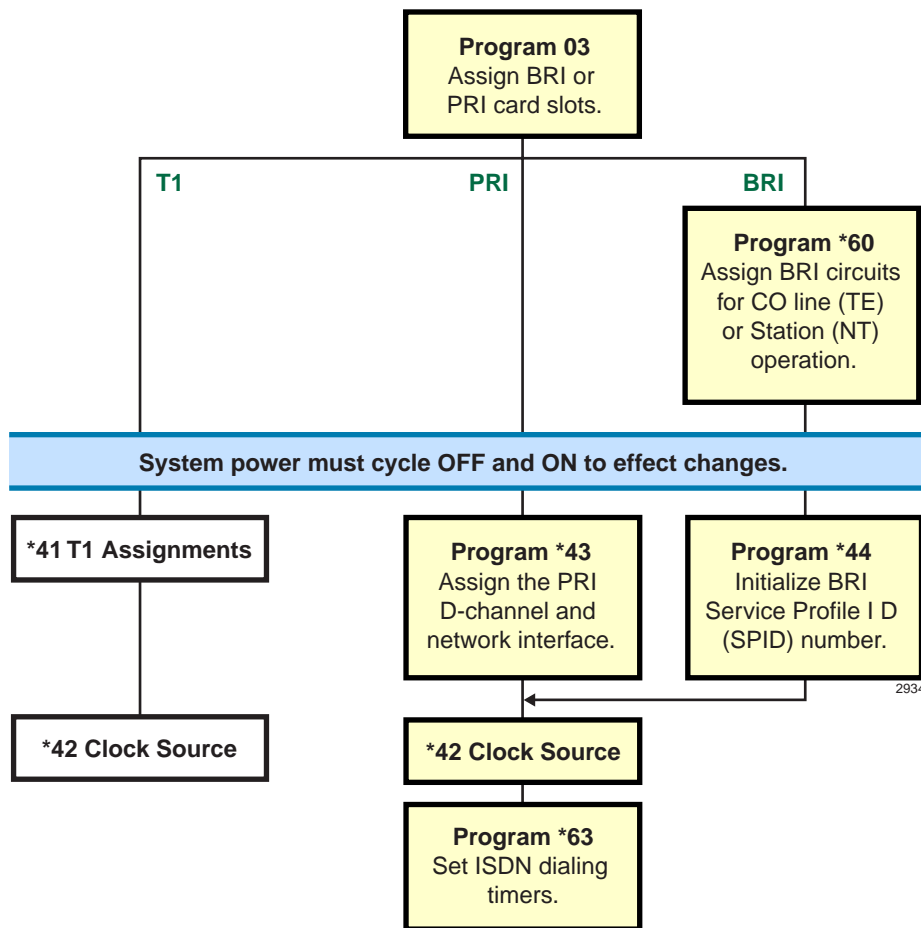 Program 03
Assign BRI or
PRI card slots.
T1
PRI
BRI
Program *60
Assign BRI circuits
for CO line (TE)
or Station (NT)
operation.
System power must cycle OFF and ON to effect changes.
*41 T1 Assignments
Program *43
Assign the PRI
D-channel and
network interface.
Program *44
Initialize BRI
Service Profile I D
(SPID) number.
2934
*42 Clock Source
*42 Clock Source
Program *63
Set ISDN dialing
timers.